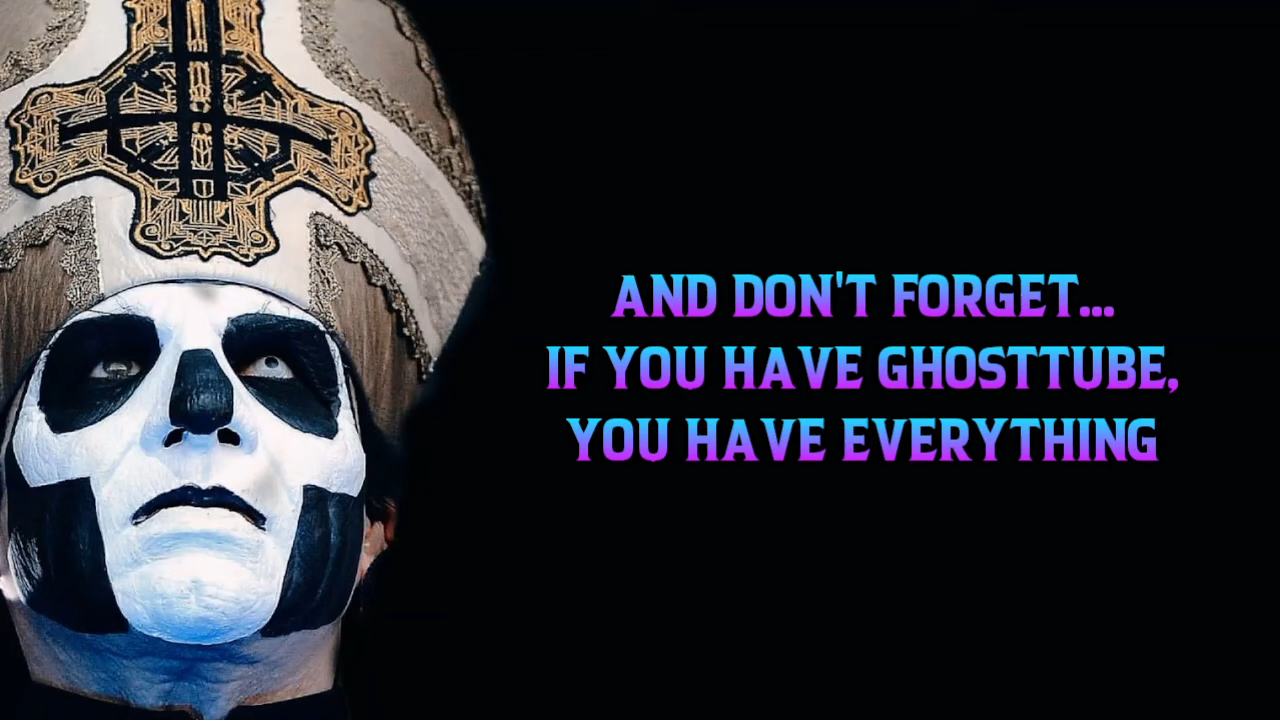 AND DON'T FORGET...
IF YOU HAVE GHOSTTUBE,
YOU HAVE EVERYTHING